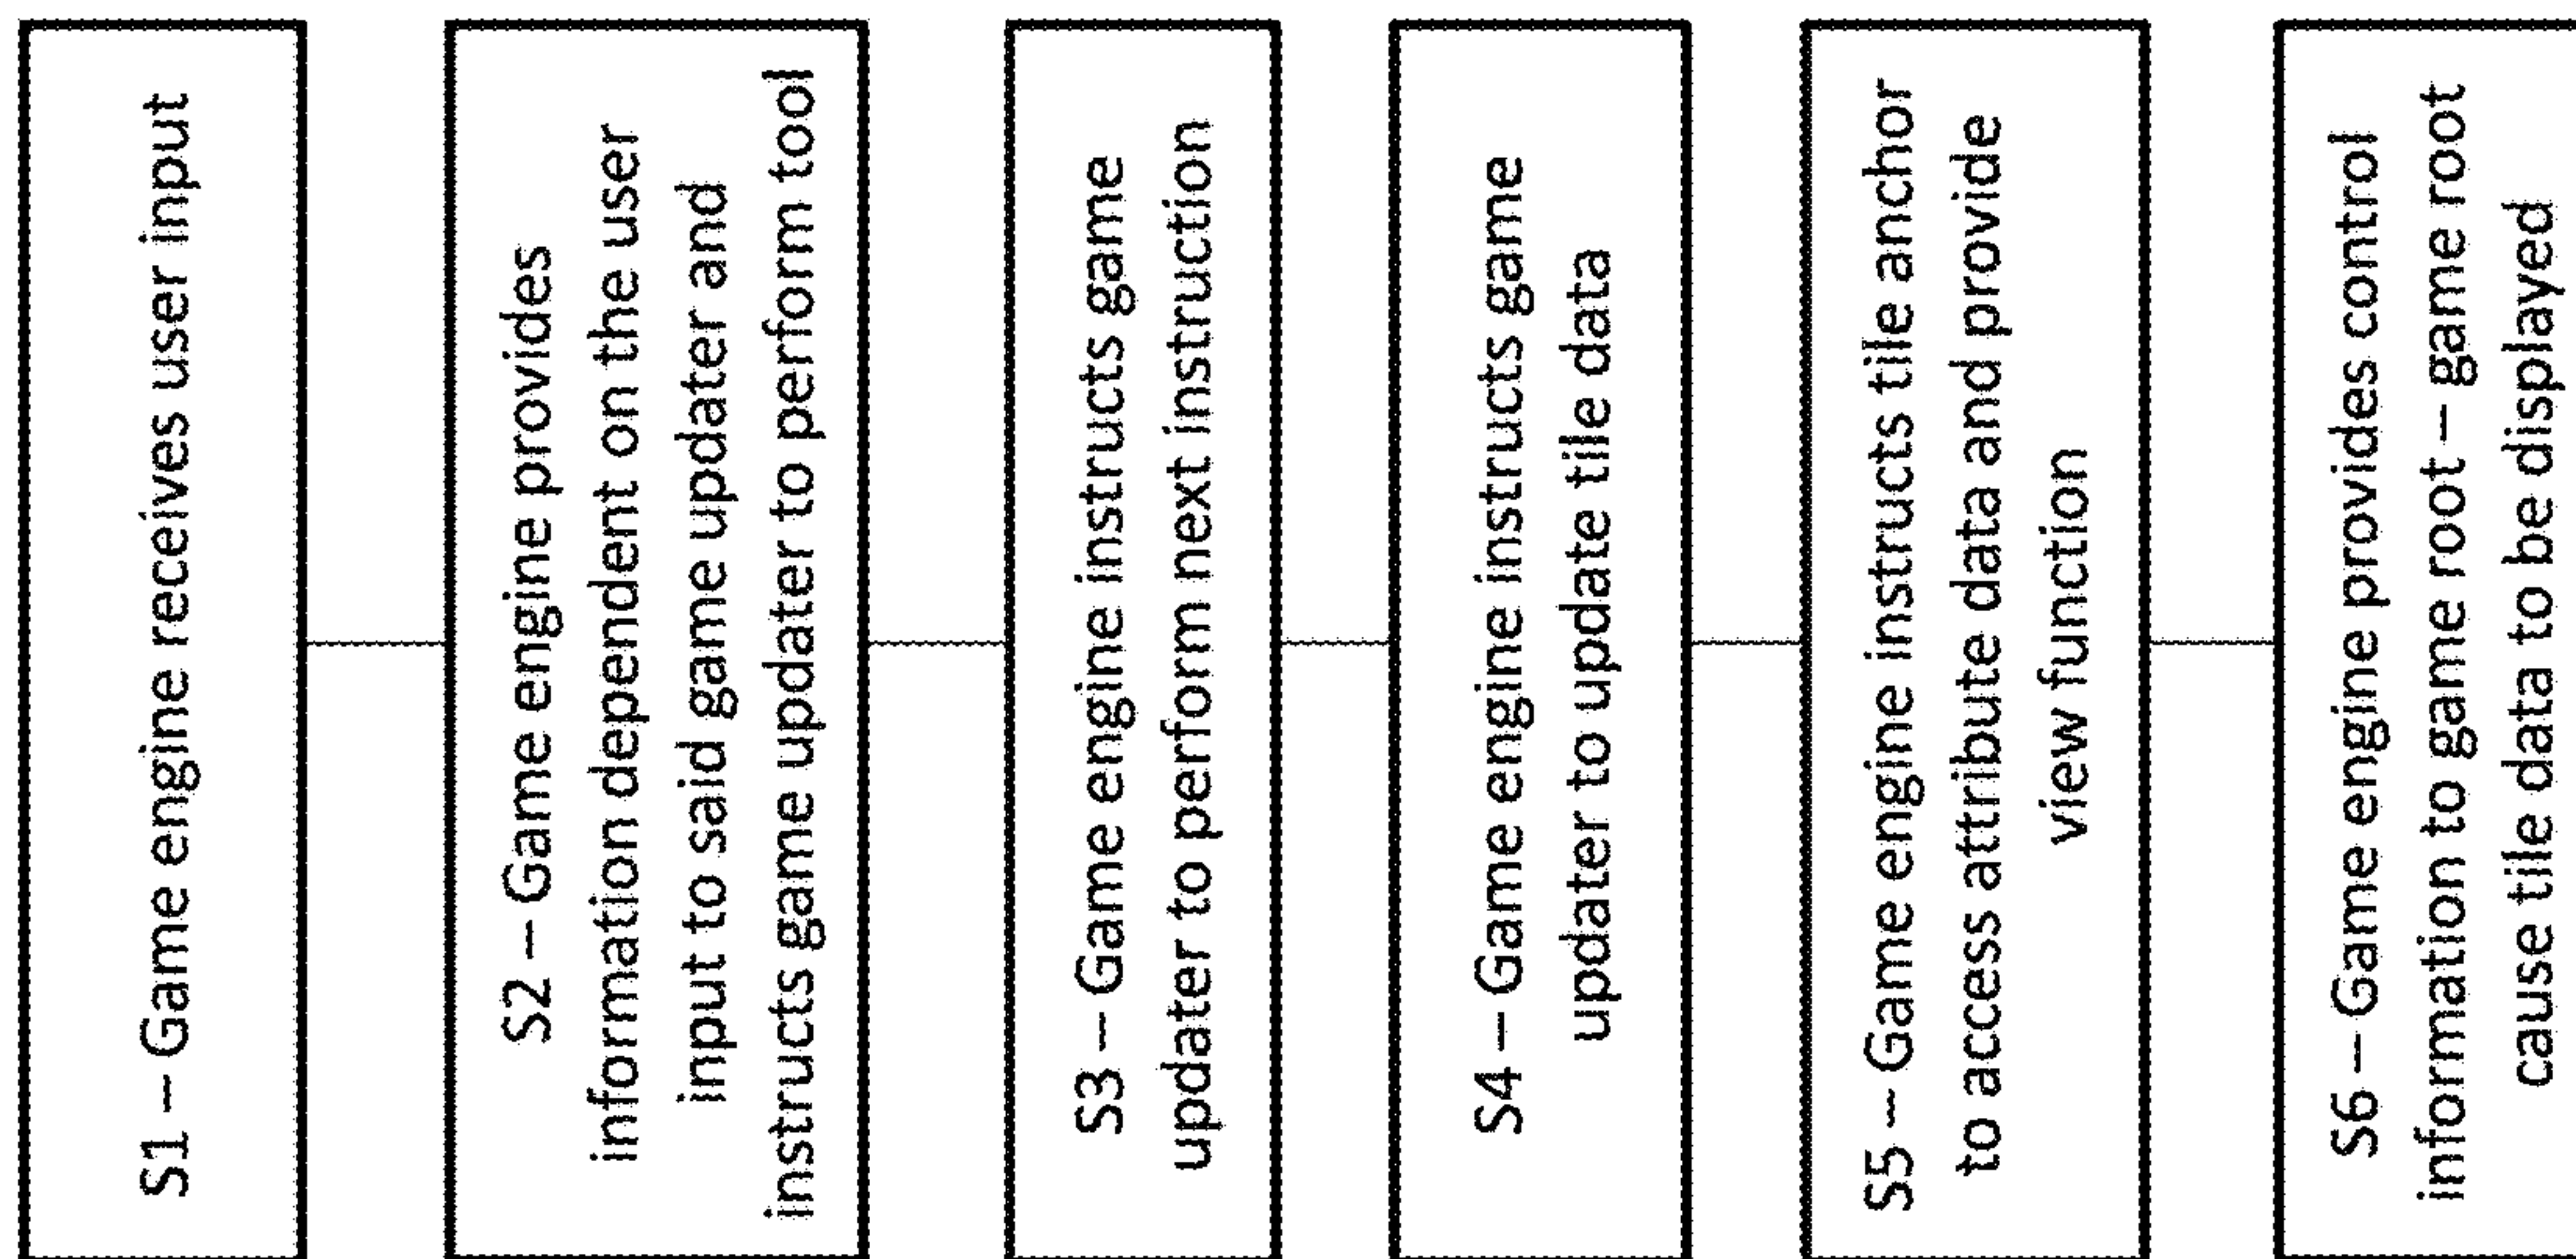 S1 – Game engine receives user input
S2 – Game engine provides
information dependent on the user
input to said game updater and
instructs game updater to perform tool
S3 – Game engine instructs game
updater to perform next instruction
S4 – Game engine instructs game
updater to update tile data
S5 – Game engine instructs tile anchor
to access attribute data and provide
view function
S6 – Game engine provides control
information to game root – game root
cause tile data to be displayed